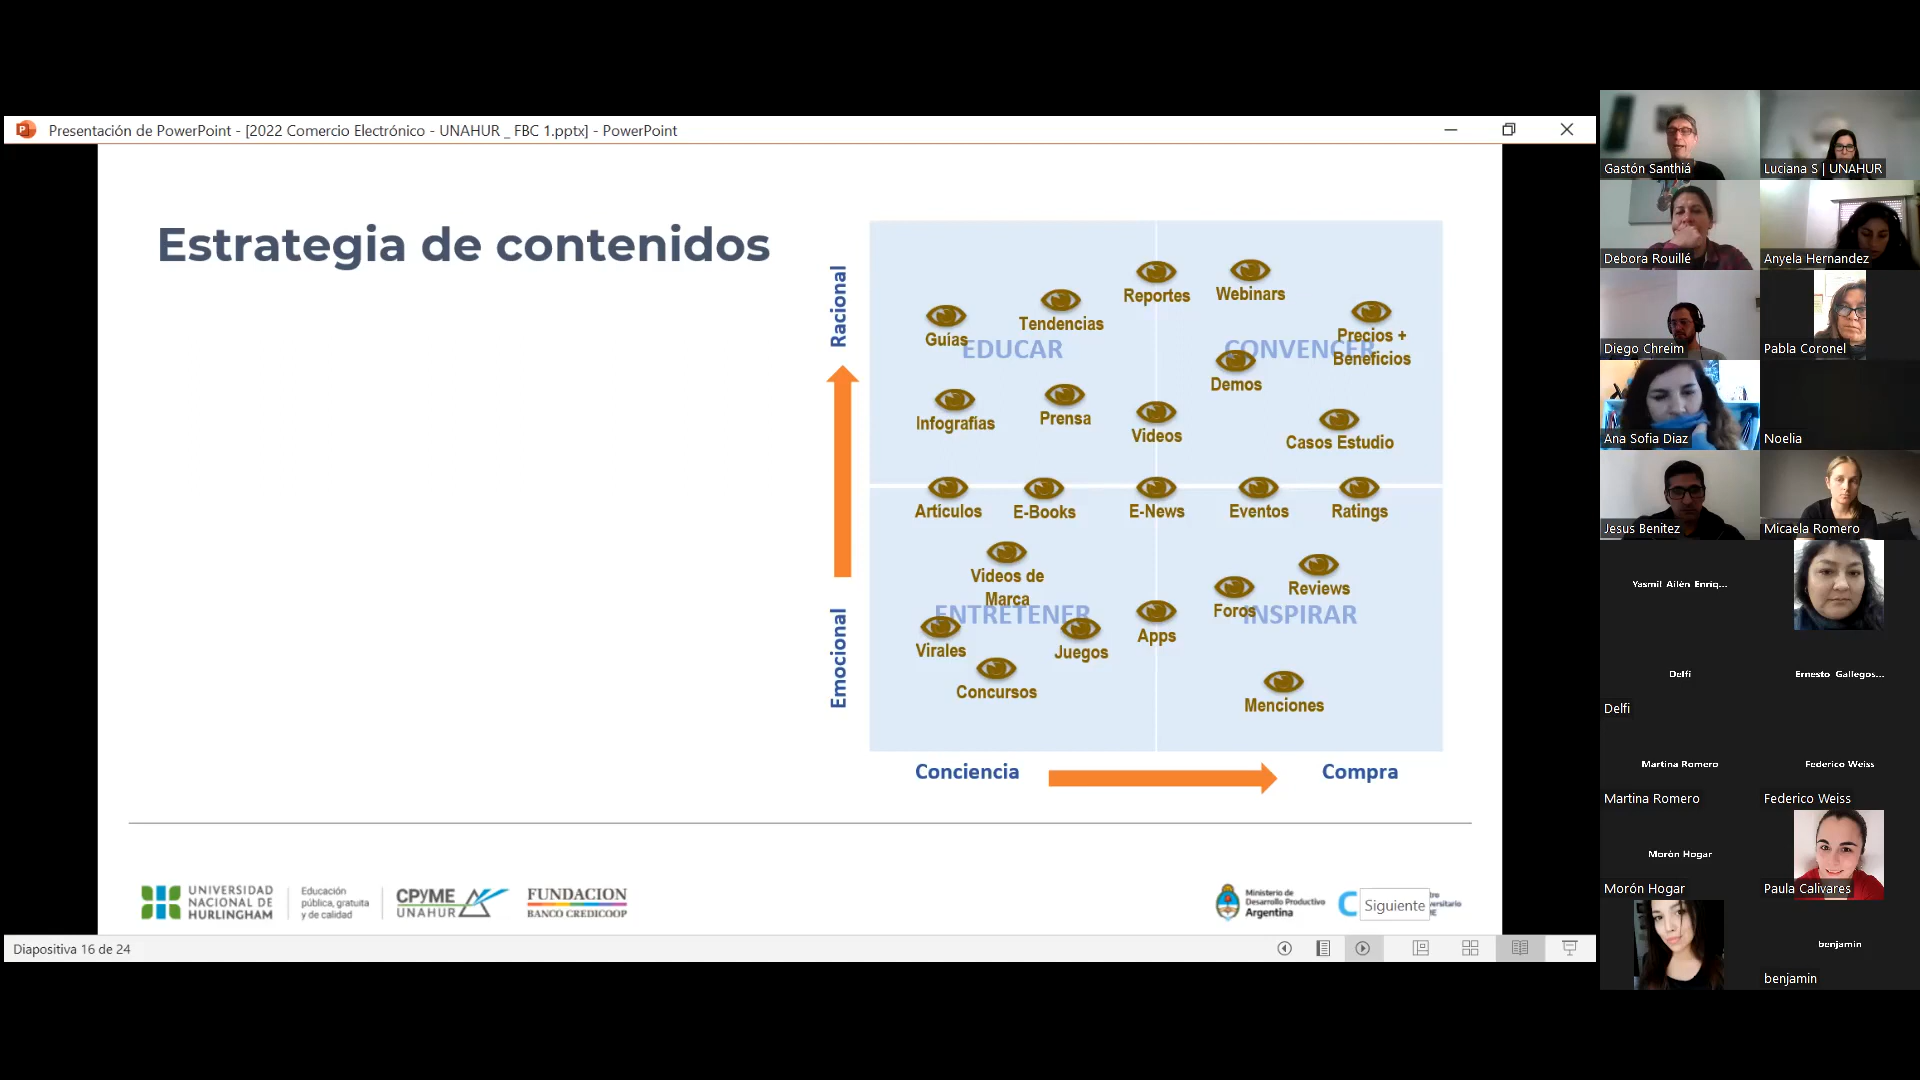 Presentación de PowerPoint - [2022 Comercio Electrónico - UNAHUR _ FBC 1.pptx] - PowerPoint
Estrategia de contenidos
Racional
Emocional
Reportes
Webinars
Guías
Tendencias
Precios +
Beneficios
EDUCAR
CONVENCER
Demos
Infografías
Prensa
Videos
Casos Estudio
Artículos
E-Books
E-News
Eventos
Ratings
Videos de
Marca
Reviews
Foros
ENTRETENER
INSPIRAR
Apps
Virales
Juegos
Concursos
Menciones
Conciencia
Compra
UNIVERSIDAD
NACIONAL DE
HURLINGHAM
Educación
pública, gratuita
y de calidad
CPYME
UNAHUR
FUNDACION
BANCO CREDICOOP
Ministerio de
Desarrollo Productivo
Argentina
Siguiente
Diapositiva 16 de 24
Gastón Santhiá
Luciana S | UNAHUR
Debora Rouillé
Anyela Hernandez
Diego Chreim
Pabla Coronel
Ana Sofia Diaz
Noelia
Jesus Benitez
Micaela Romero
Yasmil Ailén Enriq...
Delfi
Ernesto Gallegos...
Delfi
Martina Romero
Federico Weiss
Martina Romero
Federico Weiss
Morón Hogar
Morón Hogar
Paula Calivares
benjamin
benjamin